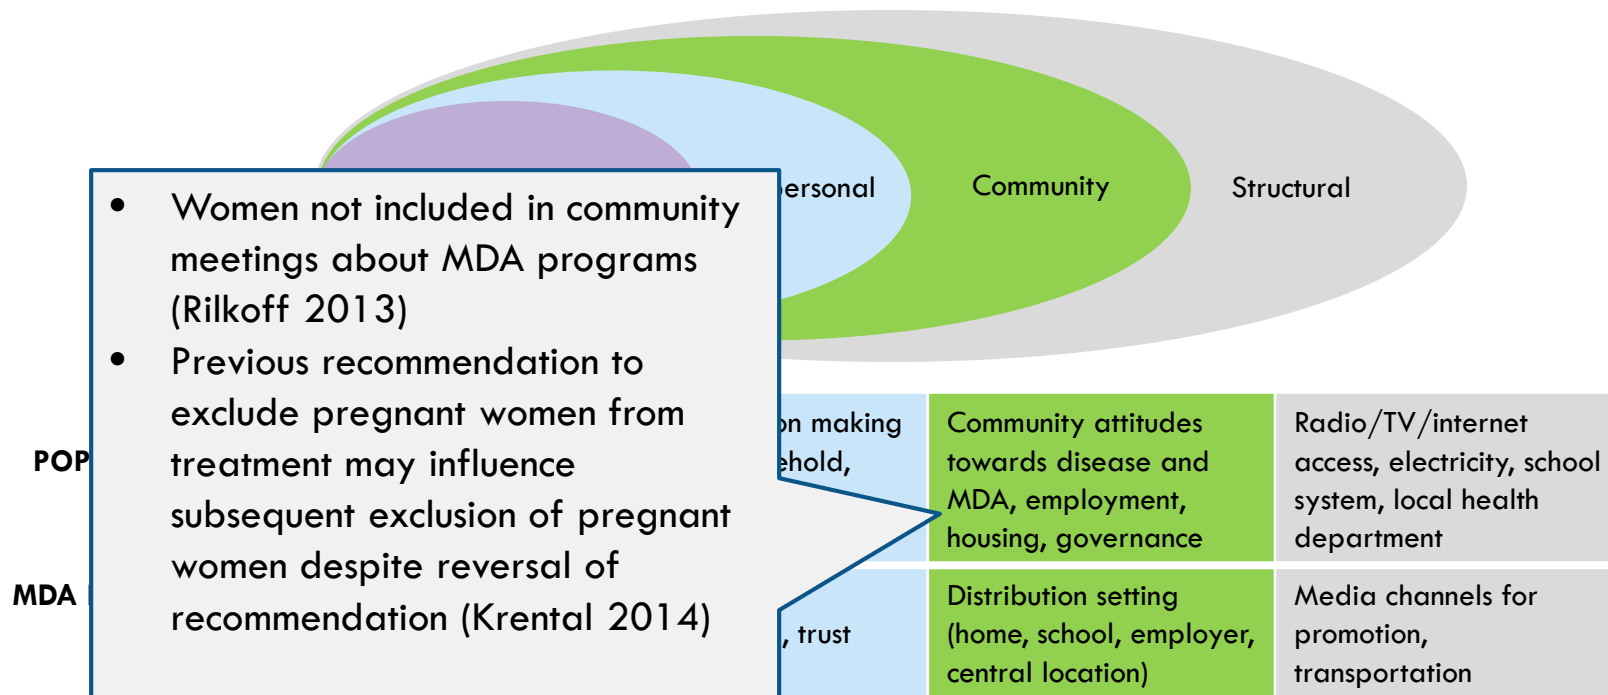 personal
Community
Structural
• Women not included in community
meetings about MDA programs
(Rilkoff 2013)
• Previous recommendation to
exclude pregnant women from
treatment may influence
subsequent exclusion of pregnant
women despite reversal of
recommendation (Krental 2014)
POP
on making
ehold,
Community attitudes
towards disease and
MDA, employment,
housing, governance
Radio/TV/internet
access, electricity, school
system, local health
department
MDA
, trust
Distribution setting
(home, school, employer,
central location)
Media channels for
promotion,
transportation